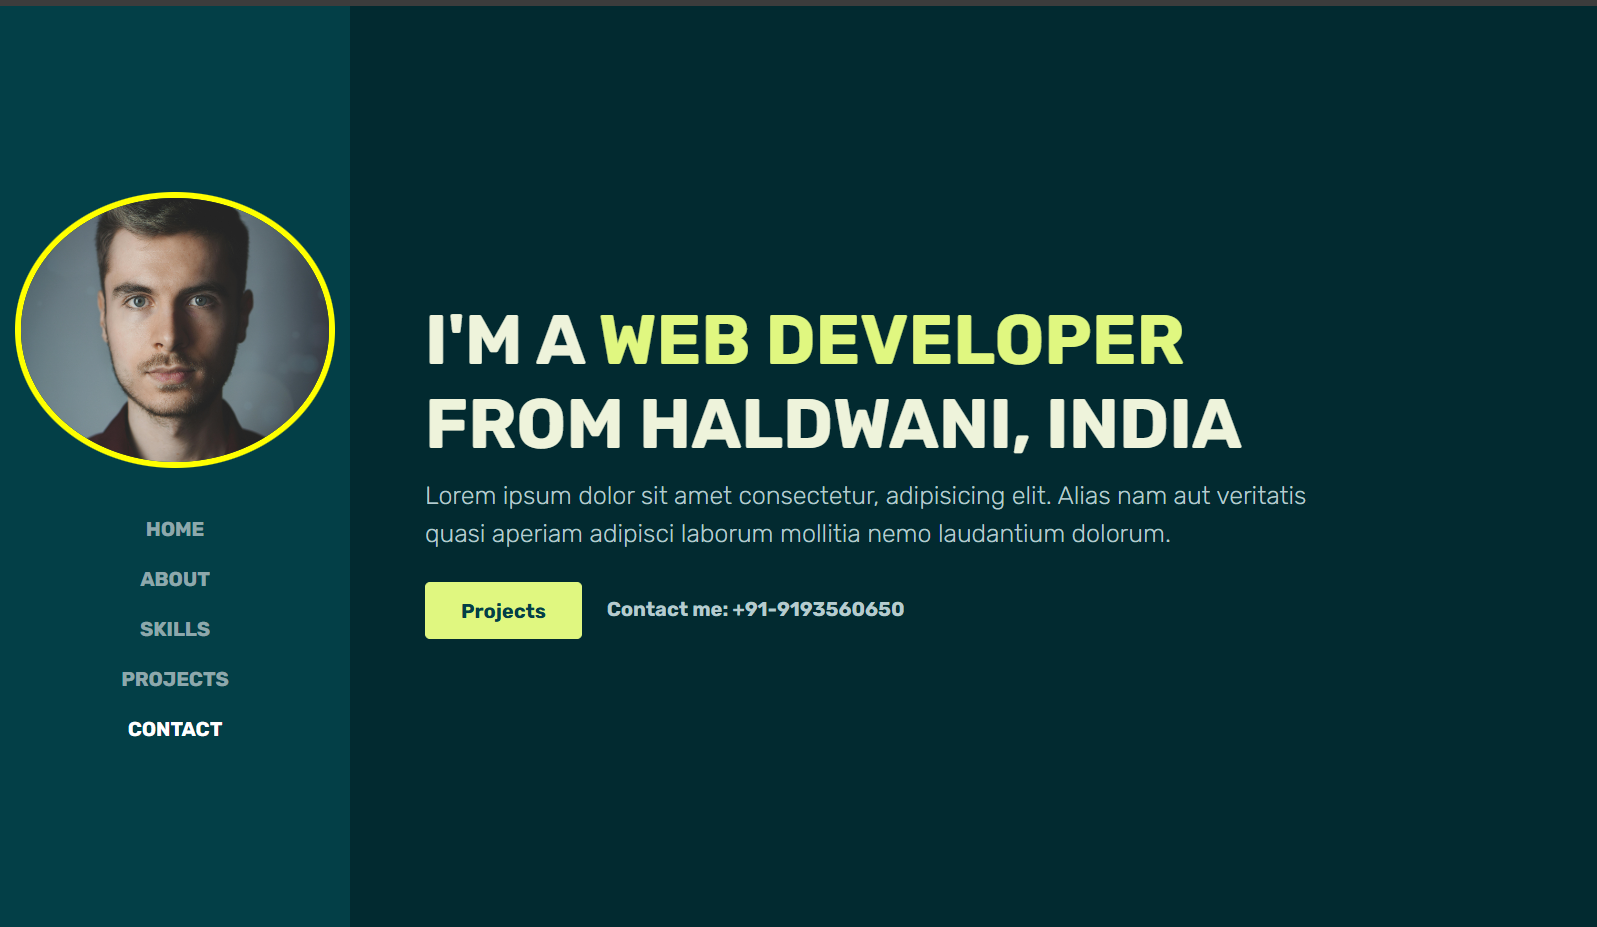 HOME
ABOUT
SKILLS
PROJECTS
CONTACT
I'M A WEB DEVELOPER
FROM HALDWANI, INDIA
Lorem ipsum dolor sit amet consectetur, adipisicing elit. Alias nam aut veritatis
quasi aperiam adipisci laborum mollitia nemo laudantium dolorum.
Projects
Contact me: +91-9193560650